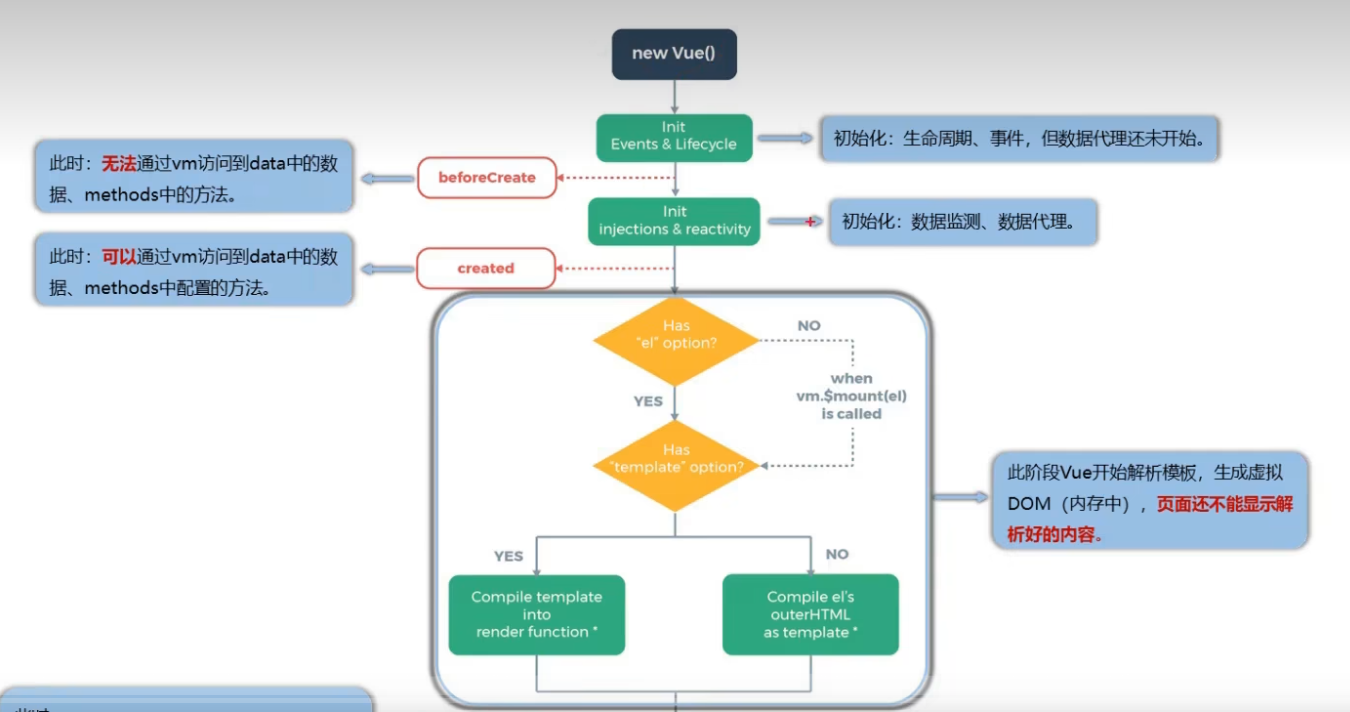 new Vue()
Init
Events & Lifecycle
初始化：生命周期、事件，但数据代理还未开始。
此时：无法通过vm访问到data中的数
据、methods中的方法。
beforeCreate
Init
injections & reactivity
初始化：数据监测、数据代理。
此时：可以通过vm访问到data中的数
据、methods中配置的方法。
created
Has
"el" option?
NO
when
vm.$mount(el)
is called
YES
Has
"template" option?
此阶段Vue开始解析模板，生成虚拟
DOM（内存中），页面还不能显示解
析好的内容。
YES
NO
Compile template
into
render function *
Compile el's
outerHTML
as template *